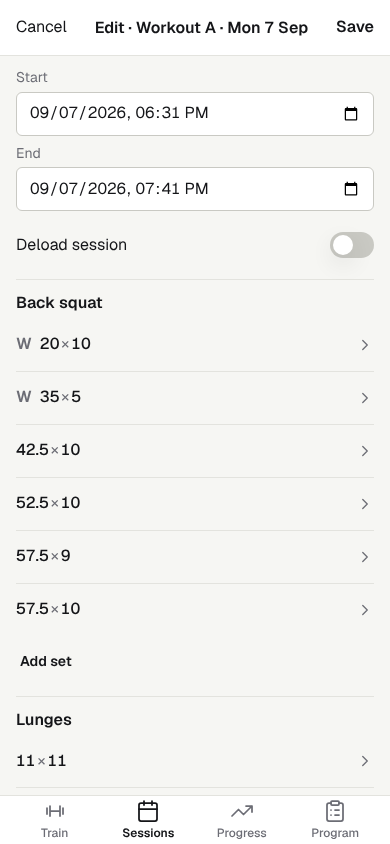 Cancel Edit · Workout A · Mon 7 Sep Save
Start
09/07/2026, 06:31 PM
End
09/07/2026, 07:41 PM
Deload session
Back squat
W 20×10
W 35×5
42.5×10
52.5×10
57.5×9
57.5×10
Add set
Lunges
11×11
Train Sessions Progress Program